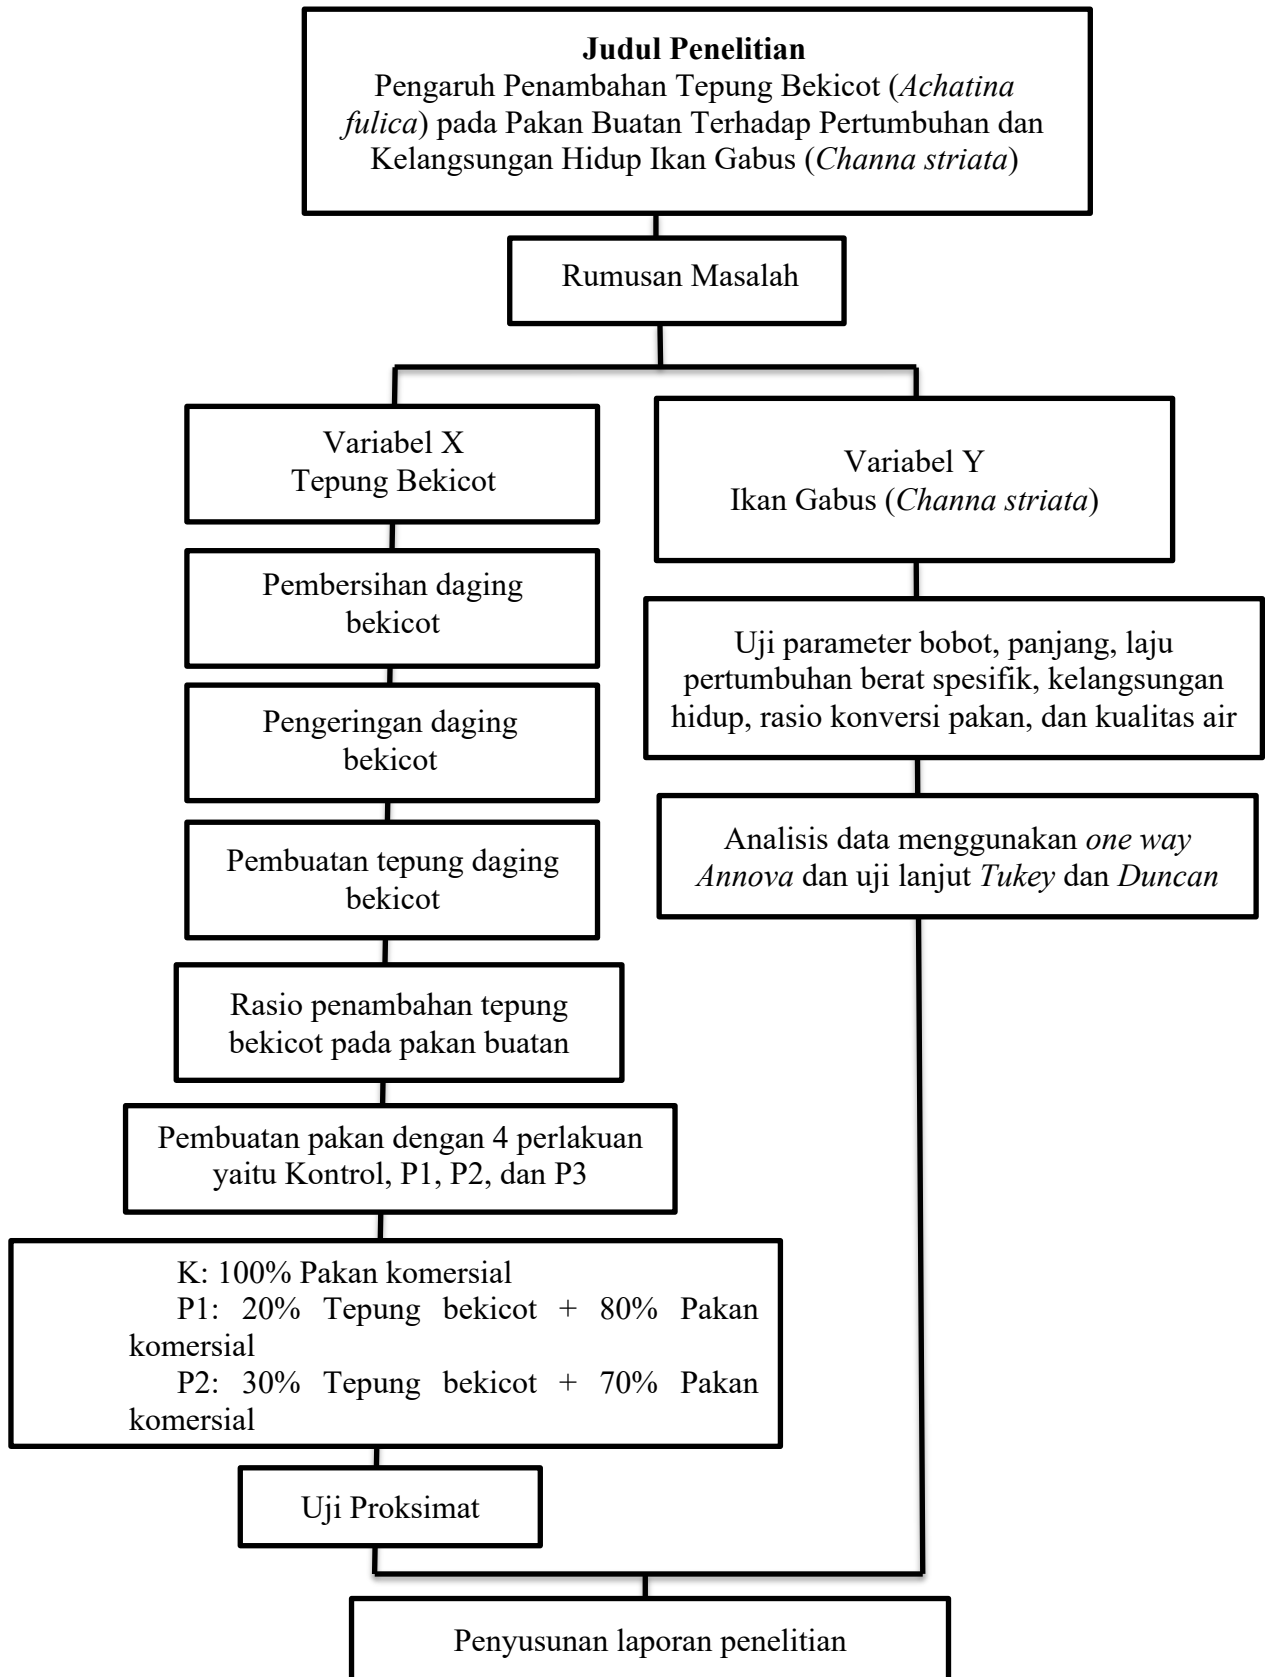 Judul Penelitian
Pengaruh Penambahan Tepung Bekicot (Achatina
fulica) pada Pakan Buatan Terhadap Pertumbuhan dan
Kelangsungan Hidup Ikan Gabus (Channa striata)
Rumusan Masalah
Variabel X
Tepung Bekicot
Pembersihan daging
bekicot
Pengeringan daging
bekicot
Pembuatan tepung daging
bekicot
Rasio penambahan tepung
bekicot pada pakan buatan
Pembuatan pakan dengan 4 perlakuan
yaitu Kontrol, P1, P2, dan P3
K: 100% Pakan komersial
P1: 20% Tepung bekicot + 80% Pakan
komersial
P2: 30% Tepung bekicot + 70% Pakan
komersial
Uji Proksimat
Variabel Y
Ikan Gabus (Channa striata)
Uji parameter bobot, panjang, laju
pertumbuhan berat spesifik, kelangsungan
hidup, rasio konversi pakan, dan kualitas air
Analisis data menggunakan one way
Annova dan uji lanjut Tukey dan Duncan
Penyusunan laporan penelitian